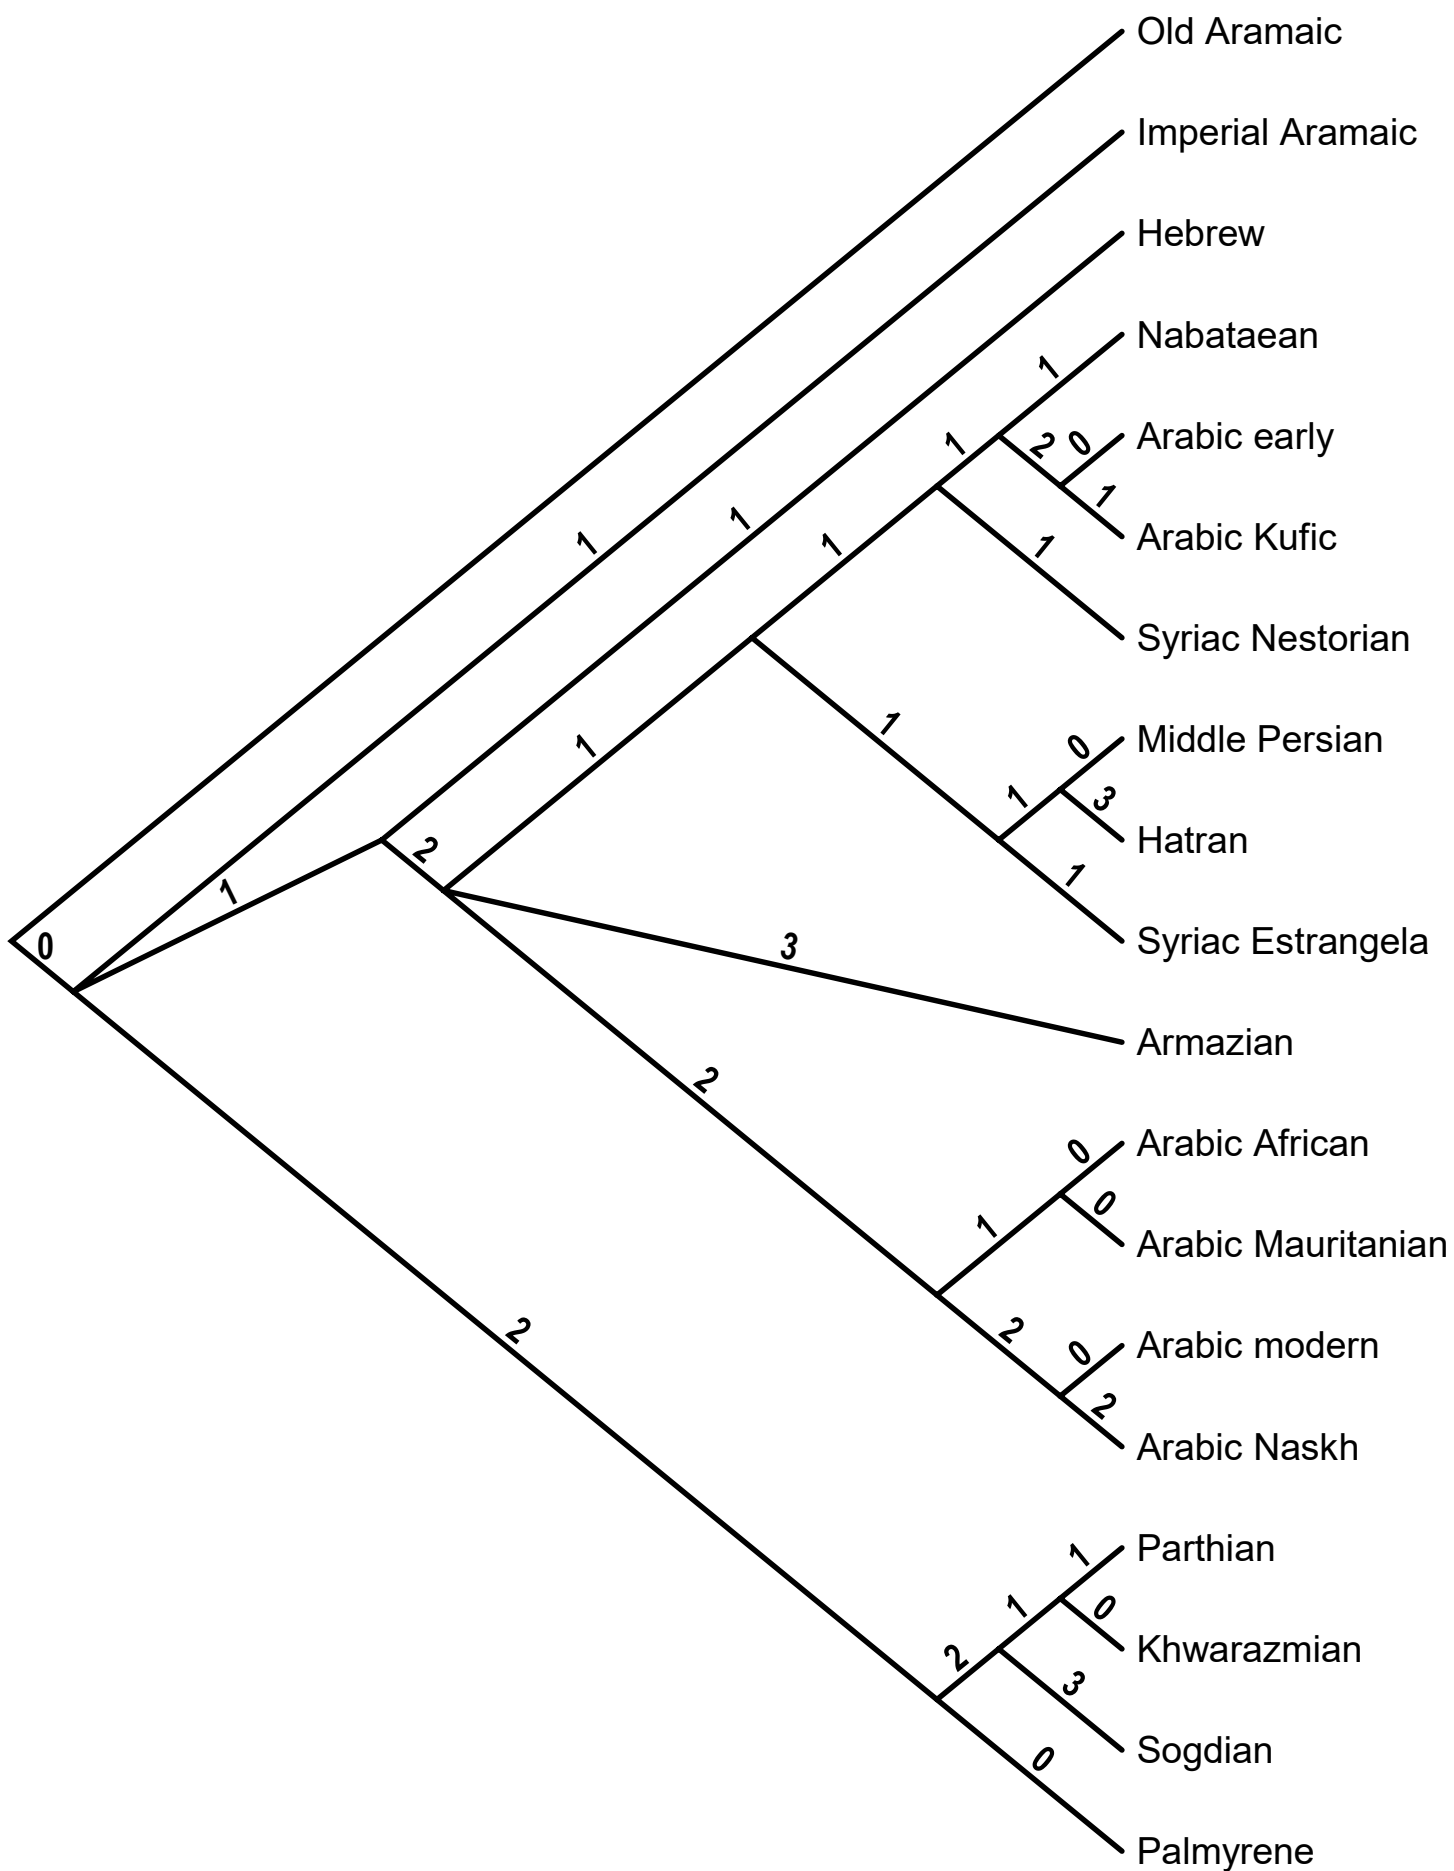 Old Aramaic
Imperial Aramaic
Hebrew
Nabataean
1
Arabic early
1
2
0
1
Arabic Kufic
1
1
1
1
Syriac Nestorian
1
1
Middle Persian
0
1
3
Hatran
2
1
1
0
Syriac Estrangela
3
Armazian
2
Arabic African
0
0
1
Arabic Mauritanian
2
2
Arabic modern
0
2
Arabic Naskh
Parthian
1
0
1
Khwarazmian
2
3
Sogdian
0
Palmyrene